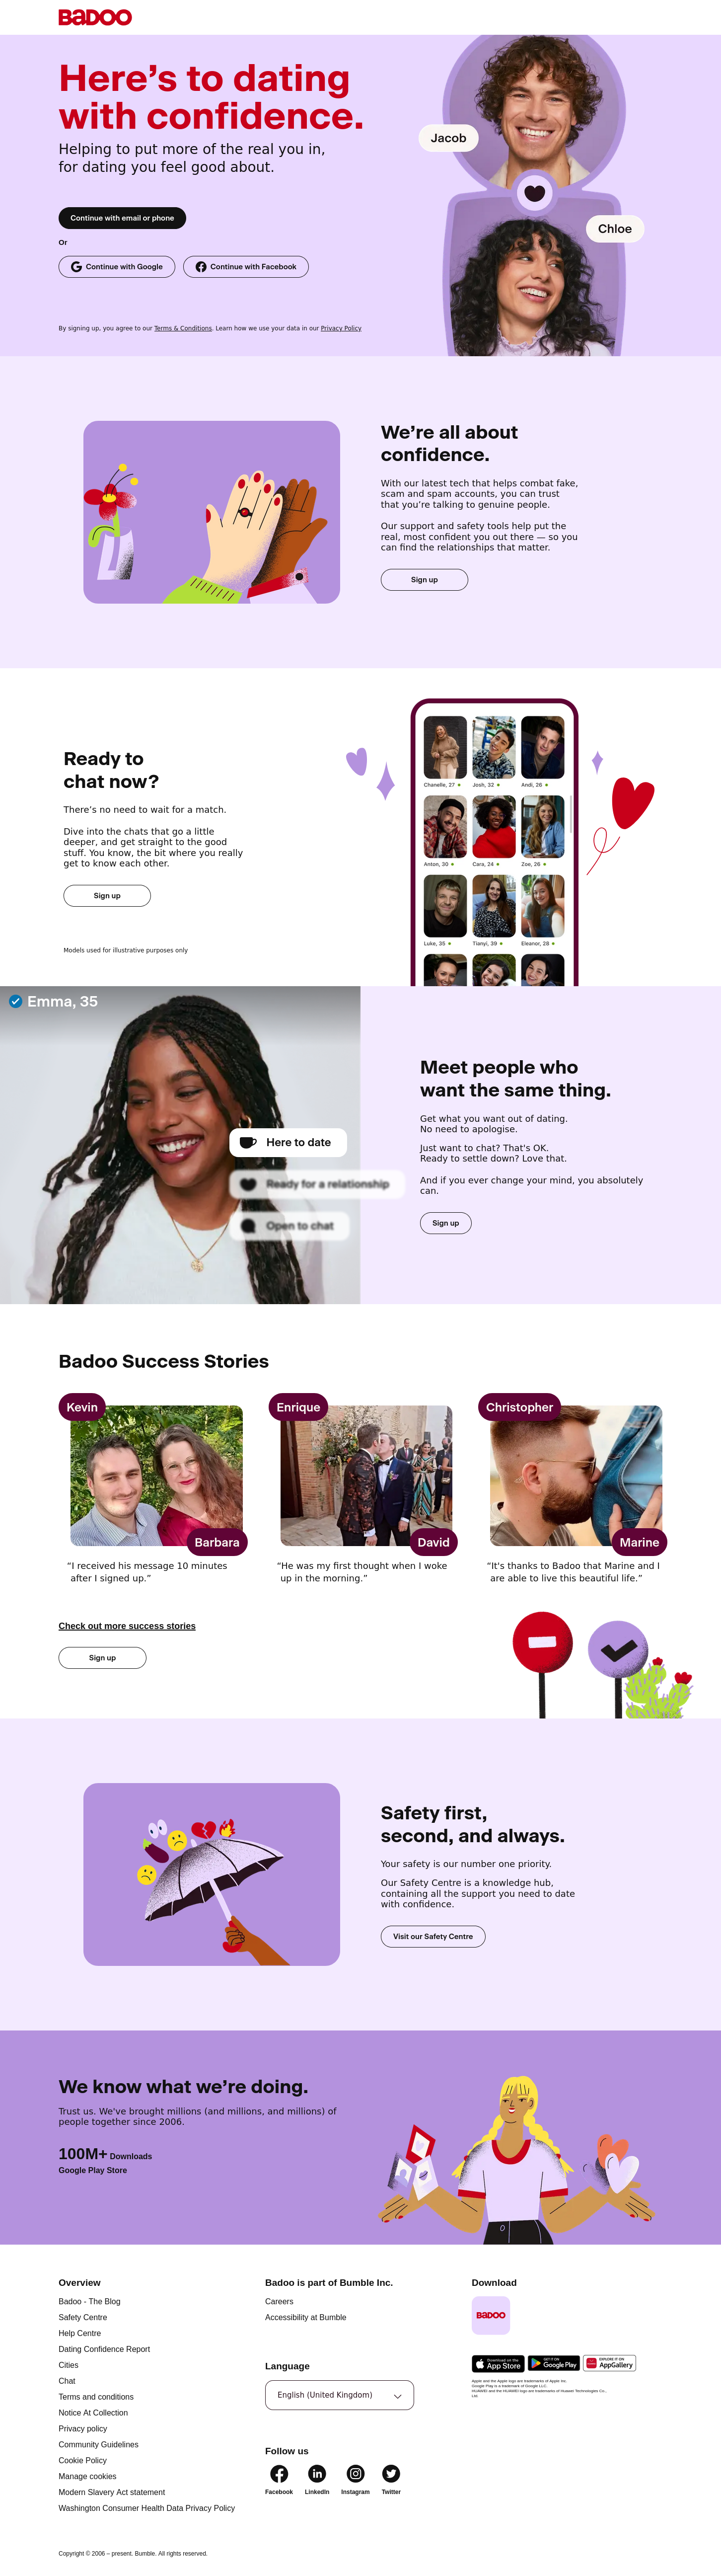 Badoo
Here's to dating
with confidence.
Helping to put more of the real you in,
for dating you feel good about.
Jacob
Chloe
Continue with email or phone
Or
Continue with Google
Continue with Facebook
By signing up, you agree to our Terms & Conditions. Learn how we use your data in our Privacy Policy
We're all about
confidence.
With our latest tech that helps combat fake,
scam and spam accounts, you can trust
that you're talking to genuine people.
Our support and safety tools help put the
real, most confident you out there — so you
can find the relationships that matter.
Sign up
Ready to
chat now?
There's no need to wait for a match.
Dive into the chats that go a little
deeper, and get straight to the good
stuff. You know, the bit where you really
get to know each other.
Sign up
Models used for illustrative purposes only
Chanelle, 27
Josh, 32
Andi, 26
Anton, 30
Cara, 24
Zoe, 26
Luke, 35
Tianyi, 39
Eleanor, 28
Emma, 35
Here to date
Ready for a relationship
Open to chat
Meet people who
want the same thing.
Get what you want out of dating.
No need to apologise.
Just want to chat? That's OK.
Ready to settle down? Love that.
And if you ever change your mind, you absolutely
can.
Sign up
Badoo Success Stories
Kevin
Barbara
"I received his message 10 minutes
after I signed up."
Enrique
David
"He was my first thought when I woke
up in the morning."
Christopher
Marine
"It's thanks to Badoo that Marine and I
are able to live this beautiful life."
Check out more success stories
Sign up
Safety first,
second, and always.
Your safety is our number one priority.
Our Safety Centre is a knowledge hub,
containing all the support you need to date
with confidence.
Visit our Safety Centre
We know what we're doing.
Trust us. We've brought millions (and millions, and millions) of
people together since 2006.
100M+ Downloads
Google Play Store
Overview
Badoo - The Blog
Safety Centre
Help Centre
Dating Confidence Report
Cities
Chat
Terms and conditions
Notice At Collection
Privacy policy
Community Guidelines
Cookie Policy
Manage cookies
Modern Slavery Act statement
Washington Consumer Health Data Privacy Policy
Badoo is part of Bumble Inc.
Careers
Accessibility at Bumble
Language
English (United Kingdom)
Follow us
Facebook
LinkedIn
Instagram
Twitter
Download
Badoo
Download on the
App Store
GET IT ON
Google Play
EXPLORE IT ON
AppGallery
Apple and the Apple logo are trademarks of Apple Inc.
Google Play is a trademark of Google LLC.
HUAWEI and the HUAWEI logo are trademarks of Huawei Technologies Co.,
Ltd.
Copyright © 2006 – present. Bumble. All rights reserved.